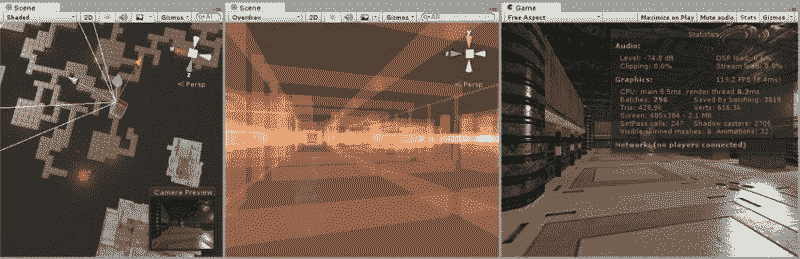 Scene
Shaded 2D Gizmos All
Persp
Camera Preview
Scene
Overdraw 2D Gizmos All
Persp
Game
Free Aspect Maximize on Play Mute audio Stats Gizmos
Statistics
Audio:
Level: -74.8 dB DSP load:
Clipping: 0.0% Stream load: 0.0%
Graphics: 119.2 FPS (8.4ms)
CPU: main 5.5ms render thread 8.2ms
Batches: 296 Saved by batching: 3819
Tris: 425.9k Verts: 616.3k
Screen: 485x384 - 2.1 MB
SetPass calls: 247 Shadow casters: 2706
Visible skinned meshes: 0 Animations: 32
Network: (no players connected)